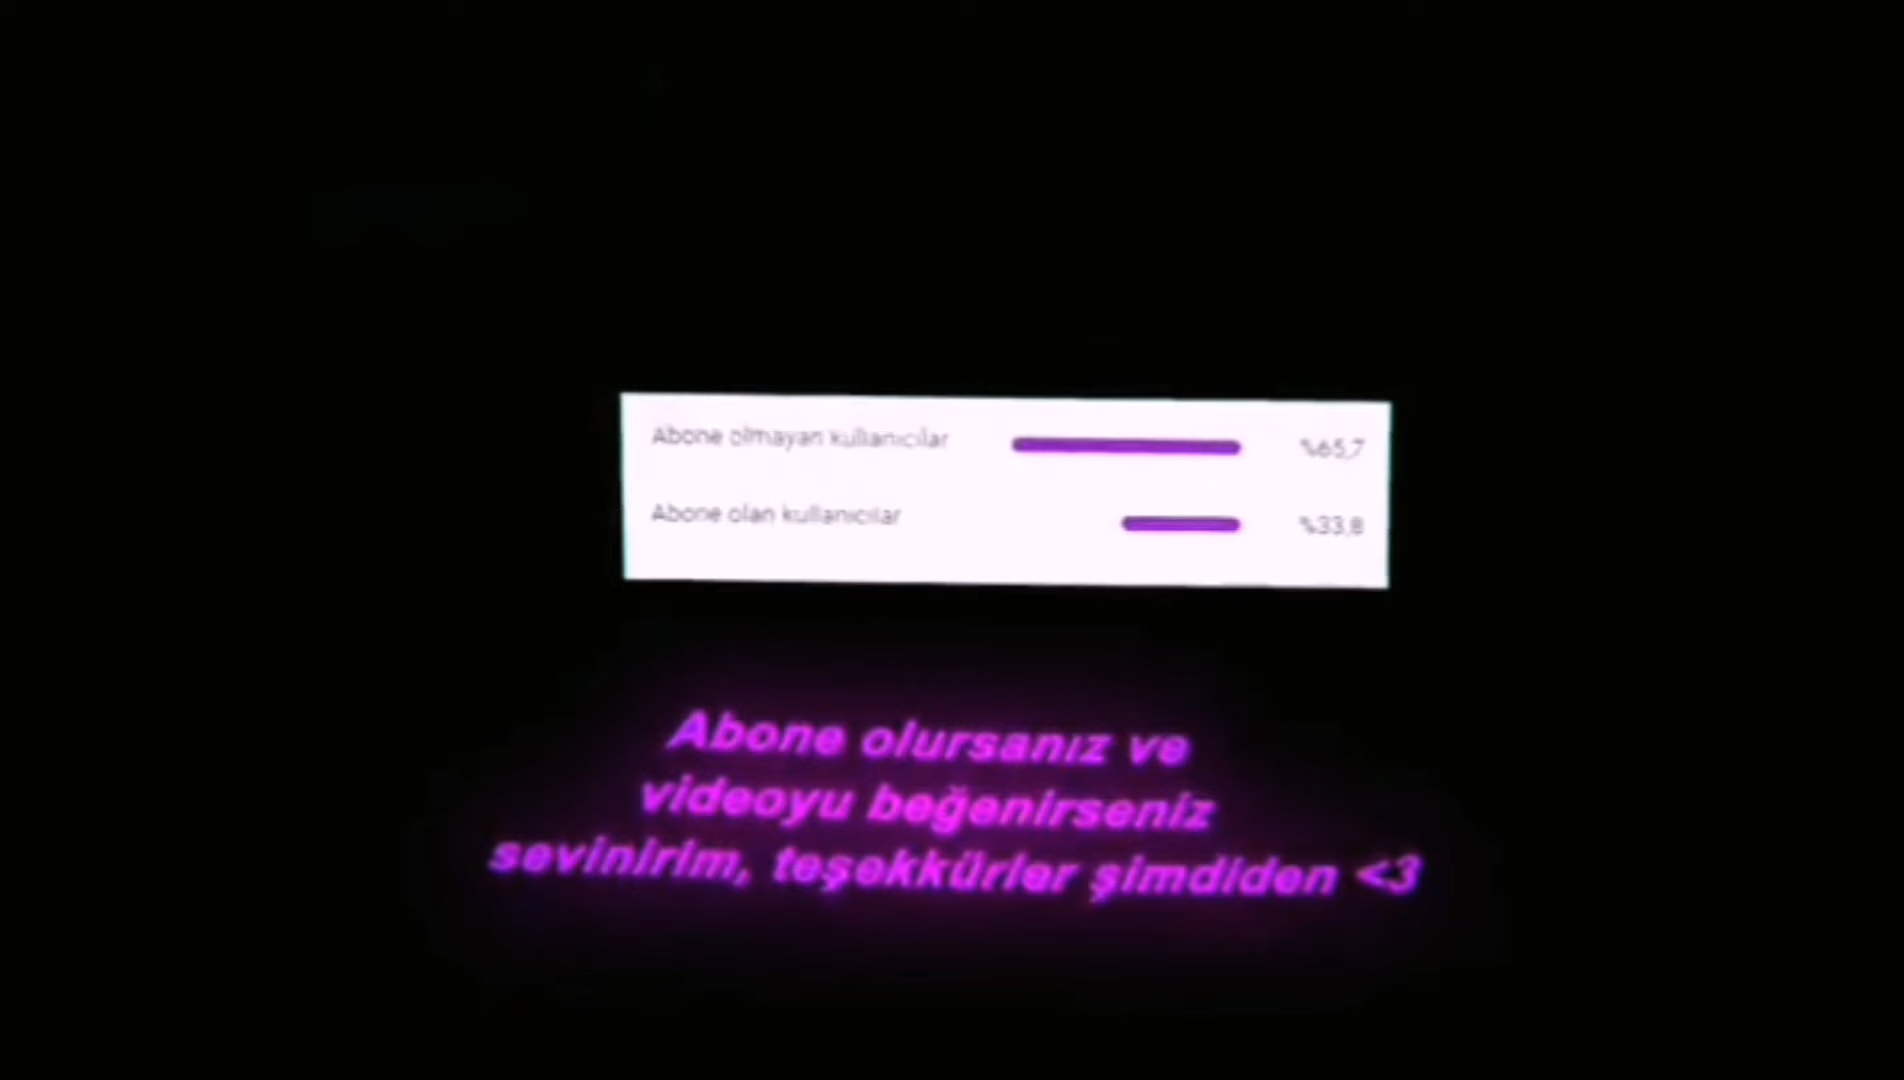 Abone olmayan kullanıcılar %65,7
Abone olan kullanıcılar %33,8
Abone olursanız ve
videoyu beğenirseniz
sevinirim, teşekkürler şimdiden <3